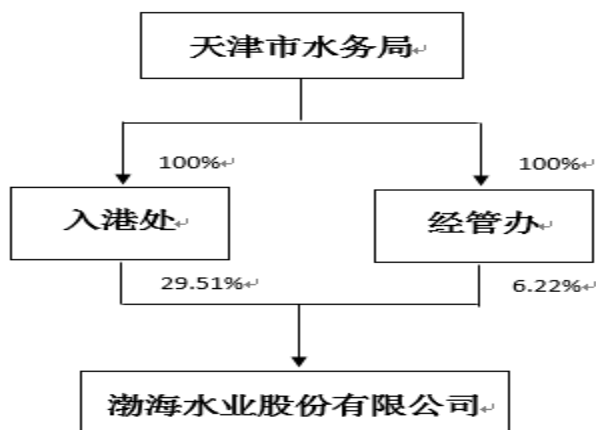 天津市水务局
100% 100%
入港处 经管办
29.51% 6.22%
渤海水业股份有限公司